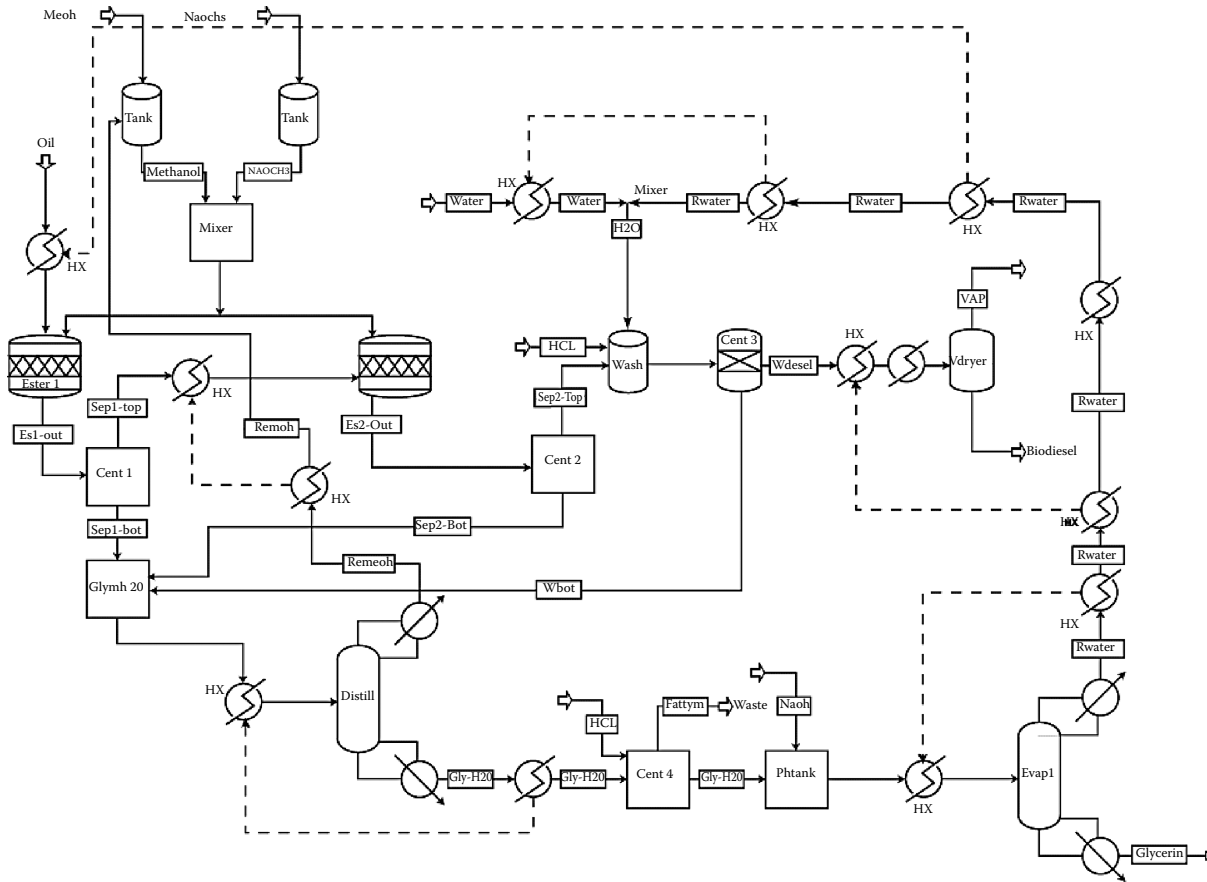 Meoh
Naochs
Tank
Tank
Oil
Methanol
NAOCH3
HX
Water
Water
Mixer
Rwater
Rwater
Rwater
Mixer
H2O
HX
HX
HX
VAP
HX
HX
Cent 3
HCL
Wash
Wdesel
Vdryer
Ester 1
HX
Sep1-top
Sep2-Top
Rwater
Es1-out
Remoh
Es2-Out
Biodiesel
Cent 1
Cent 2
HX
Sep1-bot
Sep2-Bot
Rwater
Remeoh
Glymh 20
Wbot
HX
Rwater
HX
Distill
HCL
Fattym
Waste
Naoh
Gly-H20
Gly-H20
Cent 4
Gly-H20
Phtank
HX
Evap1
Glycerin